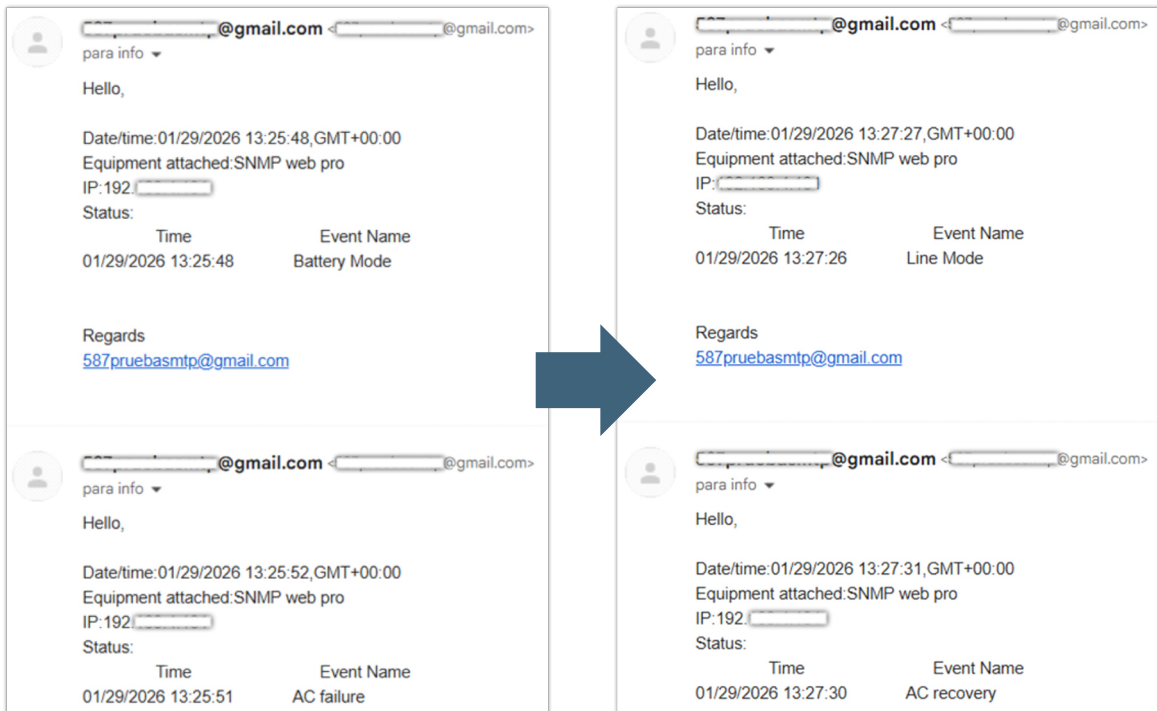 @gmail.com < @gmail.com>
para info
Hello,
Date/time:01/29/2026 13:25:48,GMT+00:00
Equipment attached:SNMP web pro
IP:192.
Status:
Time Event Name
01/29/2026 13:25:48 Battery Mode
Regards
587pruebasmtp@gmail.com
@gmail.com < @gmail.com>
para info
Hello,
Date/time:01/29/2026 13:25:52,GMT+00:00
Equipment attached:SNMP web pro
IP:192.
Status:
Time Event Name
01/29/2026 13:25:51 AC failure
@gmail.com < @gmail.com>
para info
Hello,
Date/time:01/29/2026 13:27:27,GMT+00:00
Equipment attached:SNMP web pro
IP:
Status:
Time Event Name
01/29/2026 13:27:26 Line Mode
Regards
587pruebasmtp@gmail.com
@gmail.com < @gmail.com>
para info
Hello,
Date/time:01/29/2026 13:27:31,GMT+00:00
Equipment attached:SNMP web pro
IP:192.
Status:
Time Event Name
01/29/2026 13:27:30 AC recovery